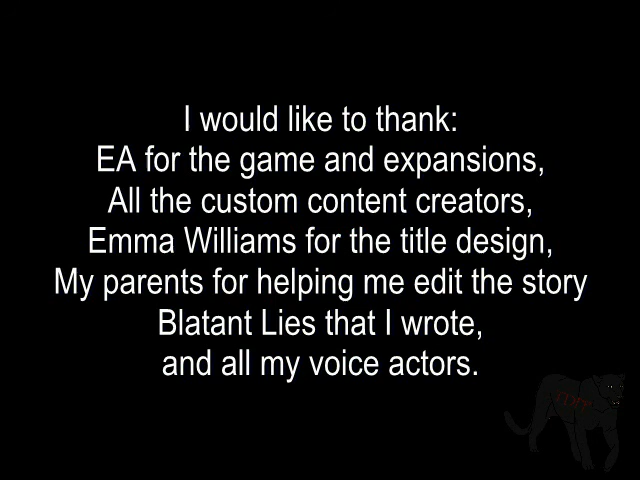 I would like to thank:
EA for the game and expansions,
All the custom content creators,
Emma Williams for the title design,
My parents for helping me edit the story
Blatant Lies that I wrote,
and all my voice actors.